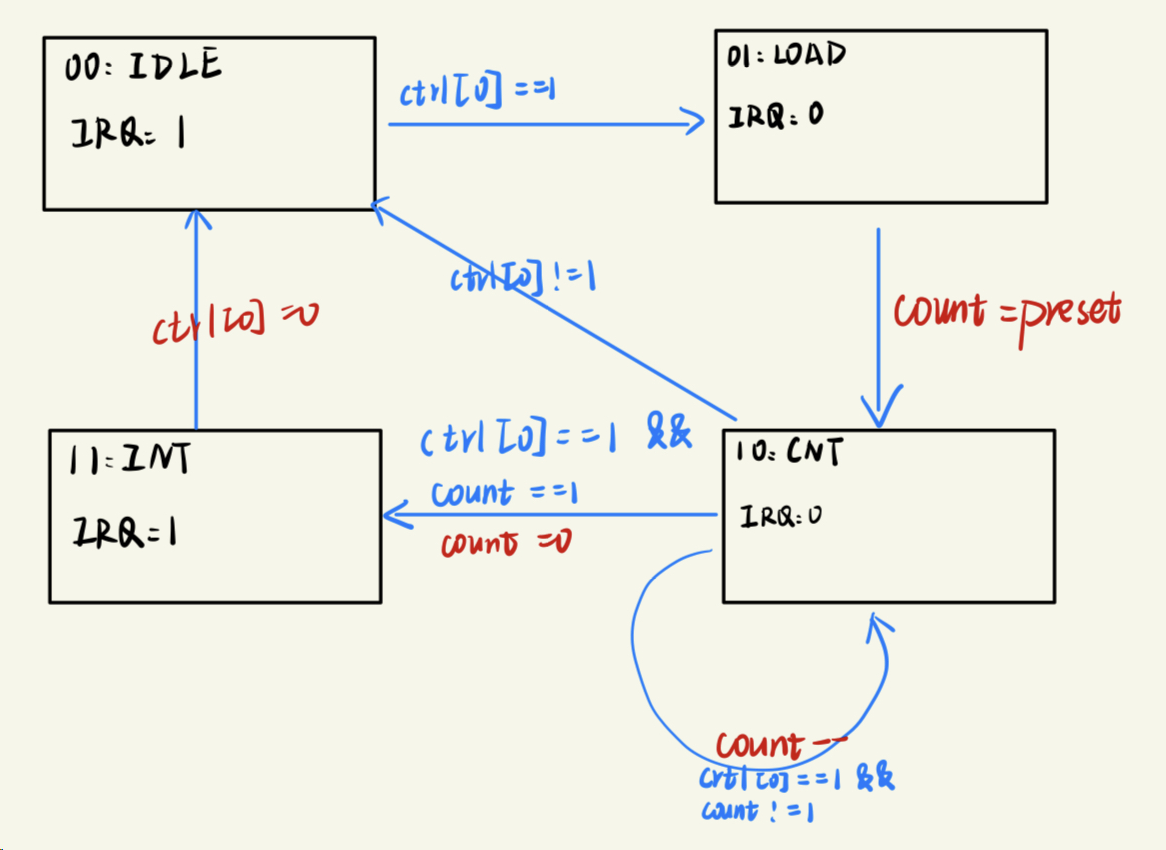 00: IDLE
IRQ= 1
ctrl[0]==1
01:LOAD
IRQ: 0
ctrl[0]!=1
ctrl[0]=0
count=preset
11:INT
IRQ=1
ctrl[0]==1 &&
count ==1
count =0
10: CNT
IRQ:0
count--
crtl[0]==1 &&
count !=1